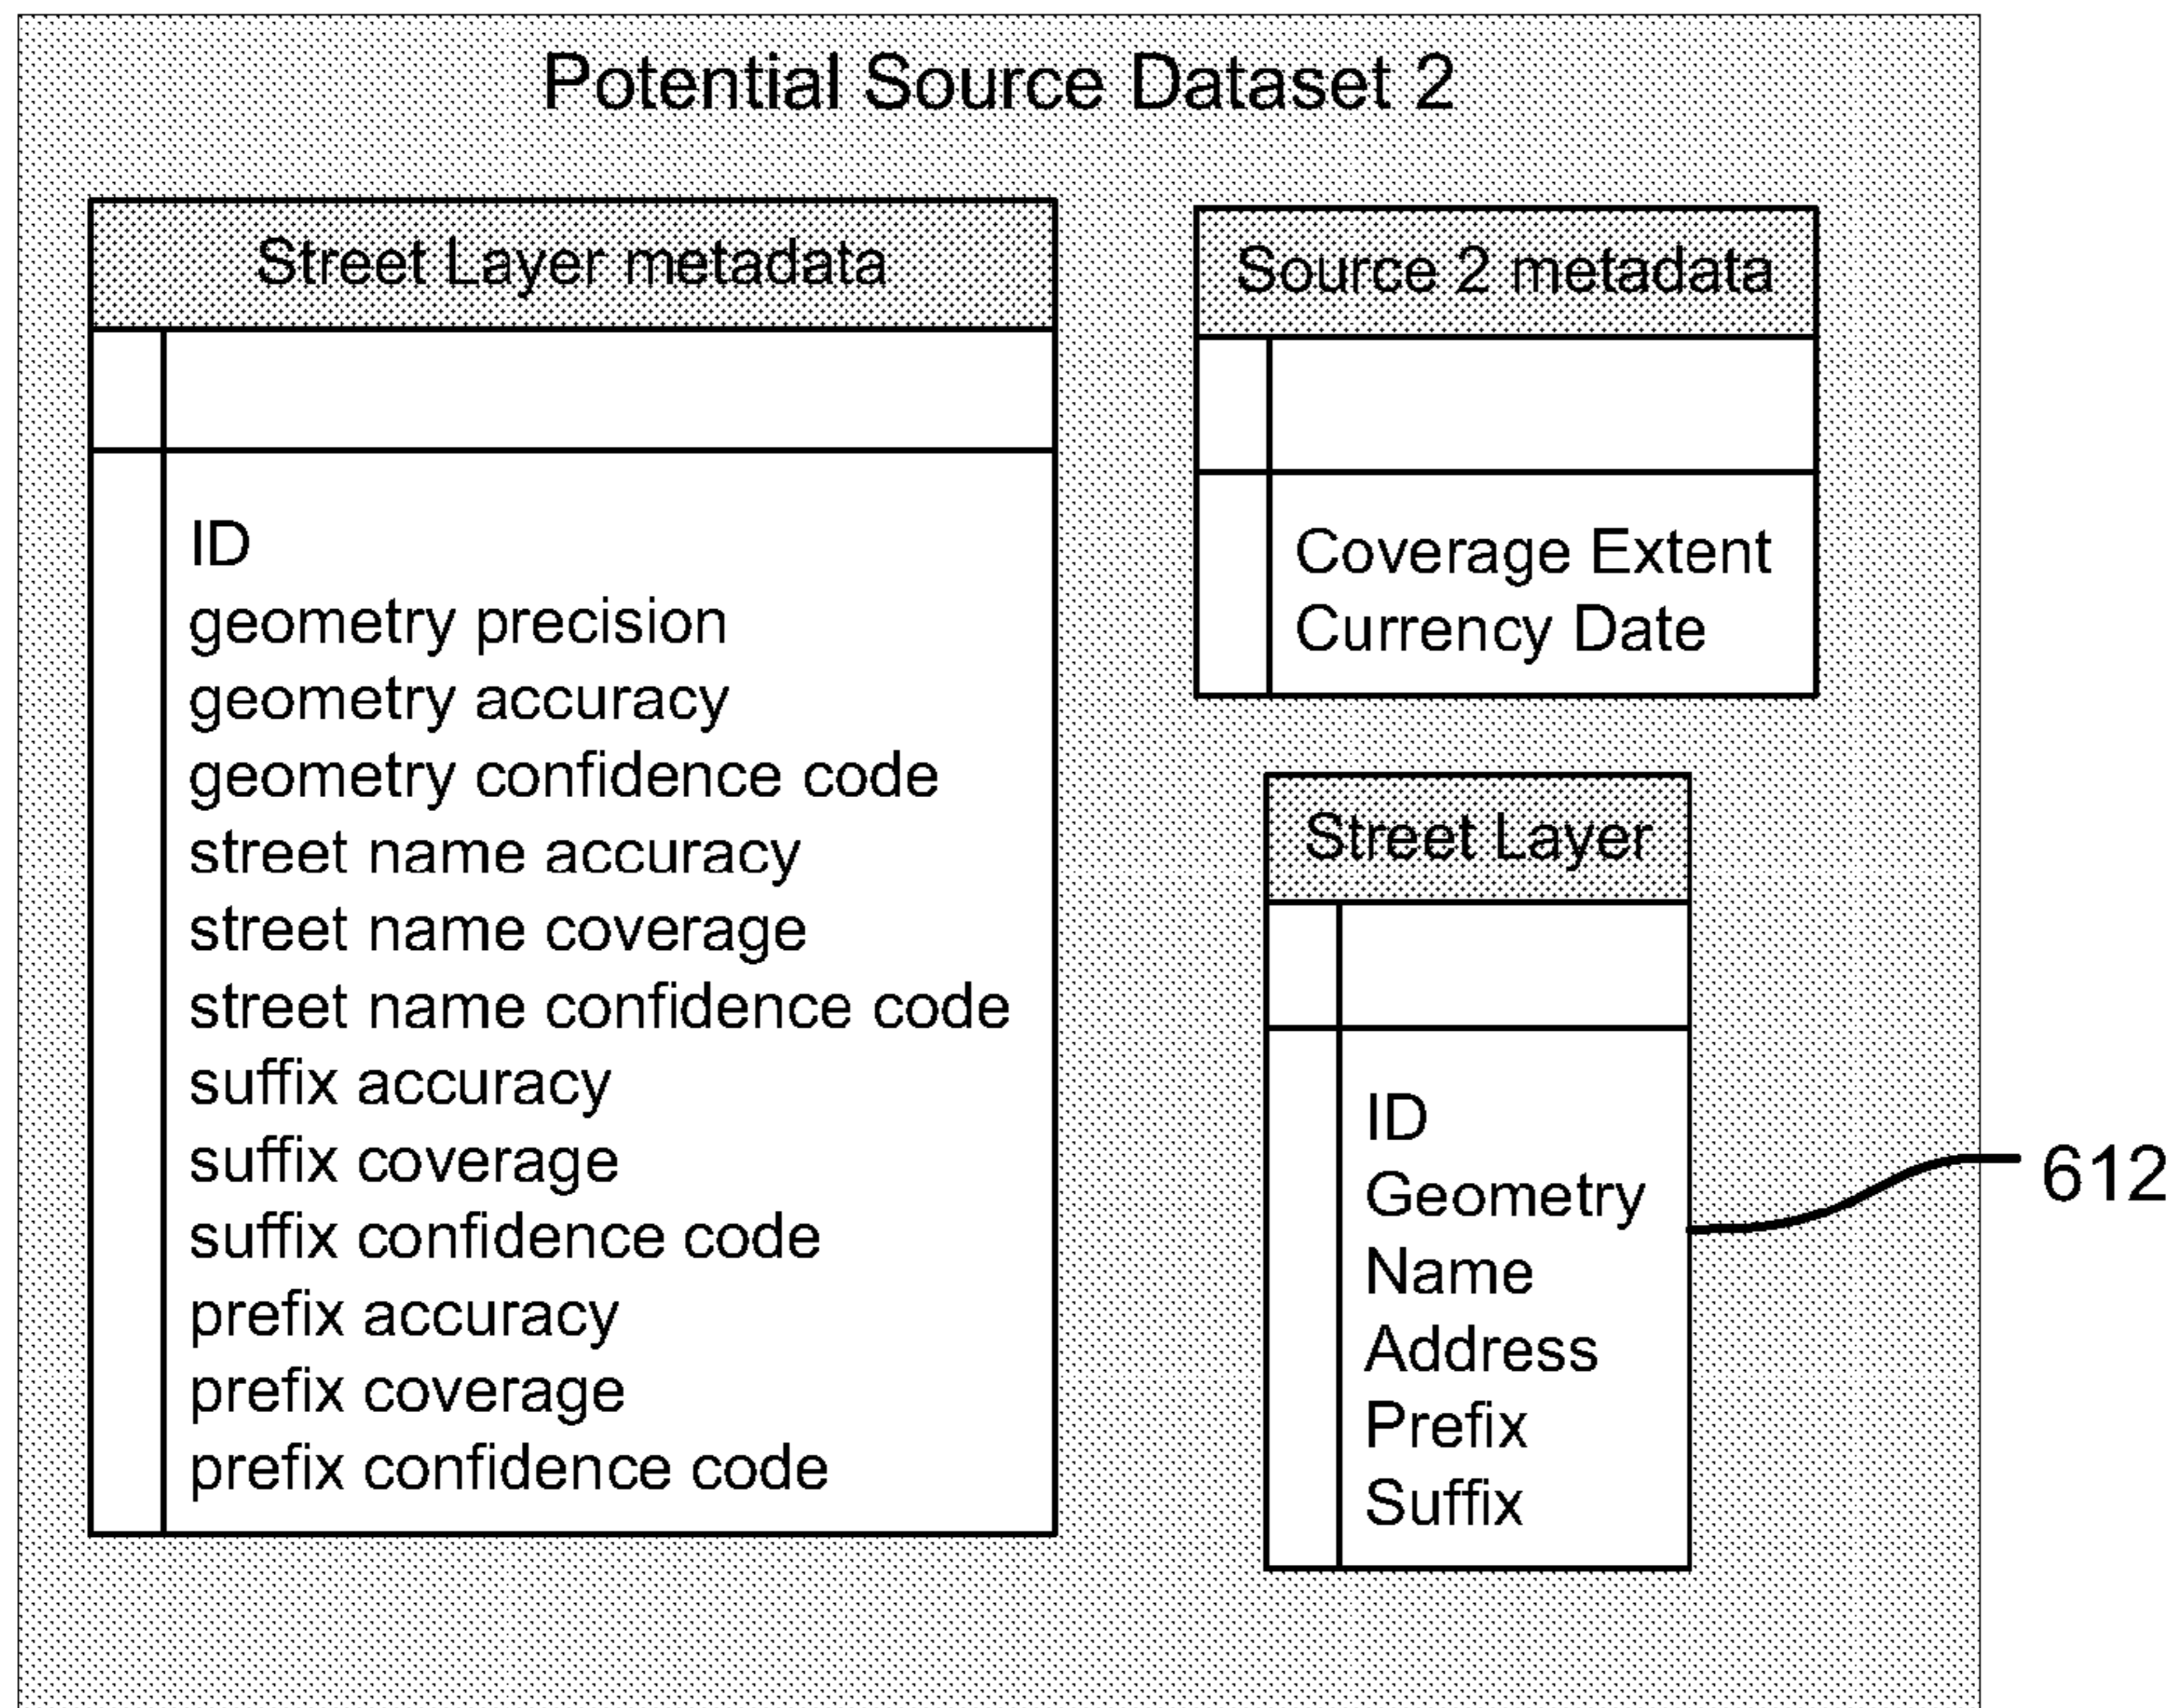 Potential Source Dataset 2
Street Layer metadata
ID
geometry precision
geometry accuracy
geometry confidence code
street name accuracy
street name coverage
street name confidence code
suffix accuracy
suffix coverage
suffix confidence code
prefix accuracy
prefix coverage
prefix confidence code
Source 2 metadata
Coverage Extent
Currency Date
Street Layer
ID
Geometry
Name
Address
Prefix
Suffix
612